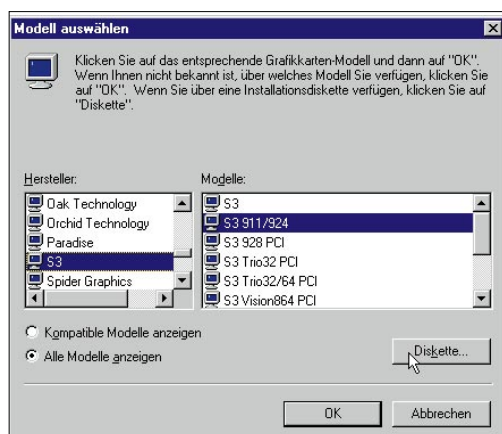 Modell auswählen
Klicken Sie auf das entsprechende Grafikkarten-Modell und dann auf "OK".
Wenn Ihnen nicht bekannt ist, über welches Modell Sie verfügen, klicken Sie
auf "OK". Wenn Sie über eine Installationsdiskette verfügen, klicken Sie auf
"Diskette".
Hersteller:
Oak Technology
Orchid Technology
Paradise
S3
Spider Graphics
Modelle:
S3
S3 911/924
S3 928 PCI
S3 Trio32 PCI
S3 Trio32/64 PCI
S3 Vision864 PCI
Kompatible Modelle anzeigen
Alle Modelle anzeigen
Diskette...
OK
Abbrechen